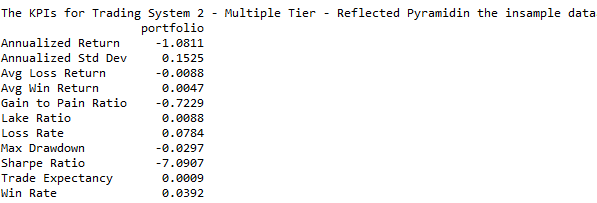 The KPIs for Trading System 2 - Multiple Tier - Reflected Pyramidin the insample data
portfolio
Annualized Return -1.0811
Annualized Std Dev 0.1525
Avg Loss Return -0.0088
Avg Win Return 0.0047
Gain to Pain Ratio -0.7229
Lake Ratio 0.0088
Loss Rate 0.0784
Max Drawdown -0.0297
Sharpe Ratio -7.0907
Trade Expectancy 0.0009
Win Rate 0.0392